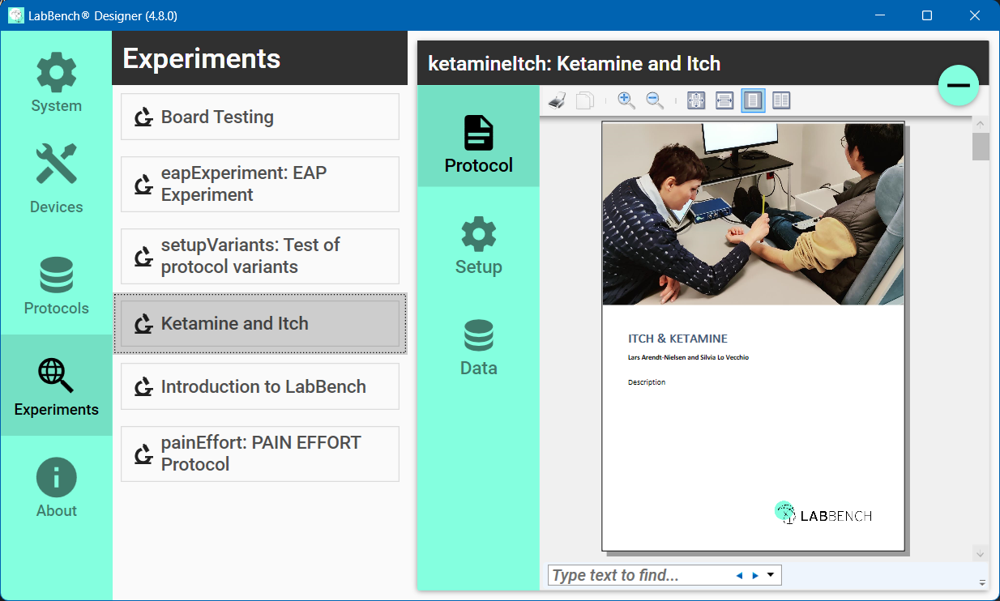 LabBench® Designer (4.8.0)
System
Devices
Protocols
Experiments
About
Experiments
Board Testing
eapExperiment: EAP
Experiment
setupVariants: Test of
protocol variants
Ketamine and Itch
Introduction to LabBench
painEffort: PAIN EFFORT
Protocol
ketamineItch: Ketamine and Itch
Protocol
Setup
Data
ITCH & KETAMINE
Lars Arendt-Nielsen and Silvia Lo Vecchio
Description
LABBENCH
Type text to find...